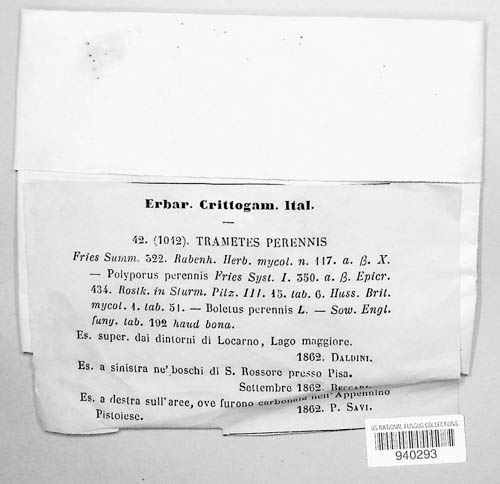 Erbar. Crittogam. Ital.
42. (1012). TRAMETES PERENNIS
Fries Summ. 322. Rabenh. Herb. mycol. n. 117. a. β. X.
— Polyporus perennis Fries Syst. I. 350. a. β. Epicr.
434. Rostk. in Sturm. Pilz. III. 15. tab. 6. Huss. Brit.
mycol. 1. tab. 51. — Boletus perennis L. — Sow. Engl.
fung. tab. 192 haud bona.
Es. super. dai dintorni di Locarno, Lago maggiore.
1862. DALDINI.
Es. a sinistra ne' boschi di S. Rossore presso Pisa.
Settembre 1862. BECCARI.
Es. a destra sull'aree, ove furono carbonaie nell'Appennino
Pistoiese. 1862. P. SAVI.
US NATIONAL FUNGUS COLLECTIONS
940293